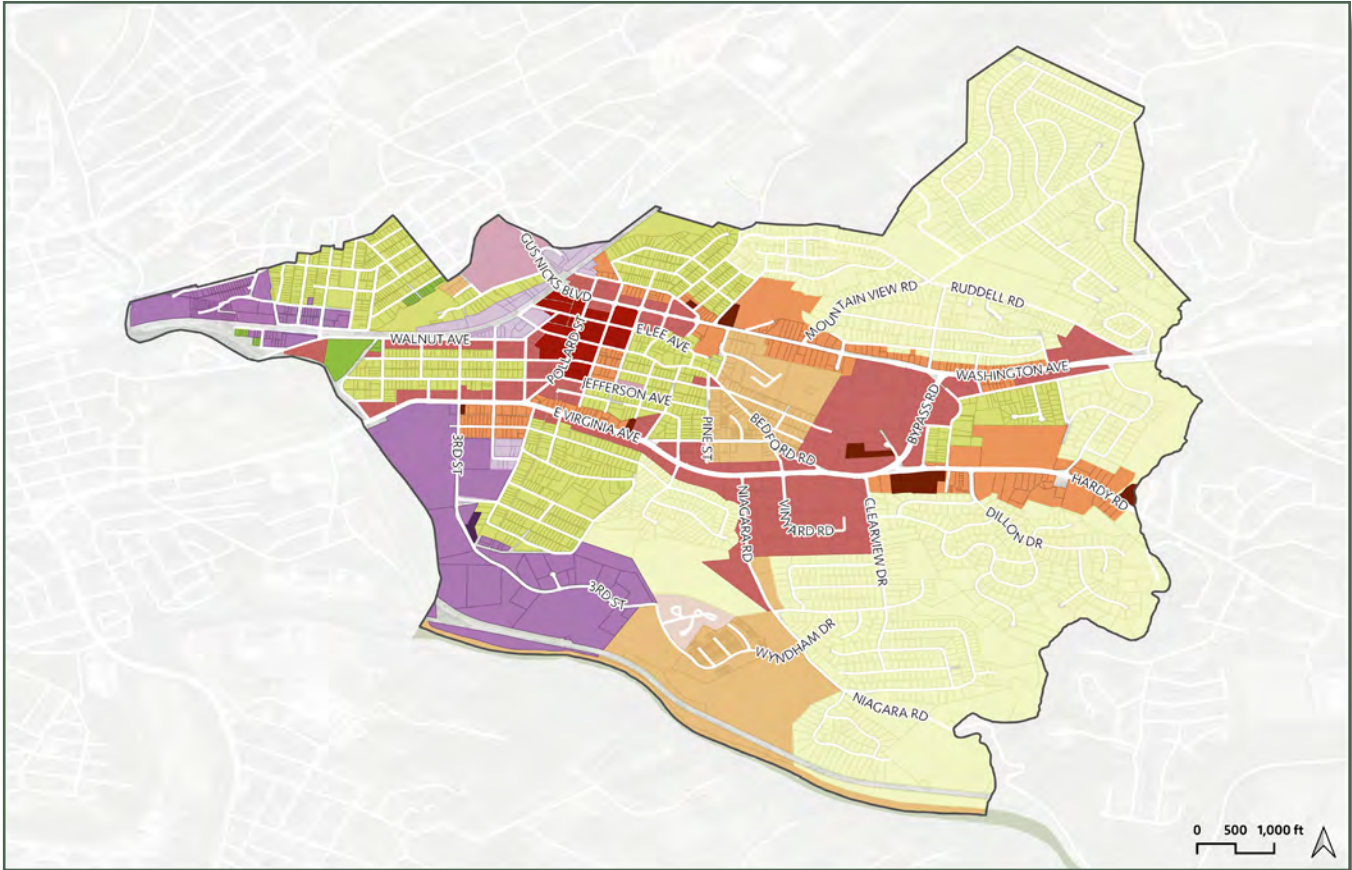 GUS NICKS BLVD
MOUNTAIN VIEW RD
RUDDELL RD
WALNUT AVE
POLLARD ST
E LEE AVE
WASHINGTON AVE
JEFFERSON AVE
BYPASS RD
E VIRGINIA AVE
PINE ST
BEDFORD RD
3RD ST
HARDY RD
NIAGARA RD
VINYARD RD
CLEARVIEW DR
DILLON DR
3RD ST
WYNDHAM DR
NIAGARA RD
0 500 1,000 ft